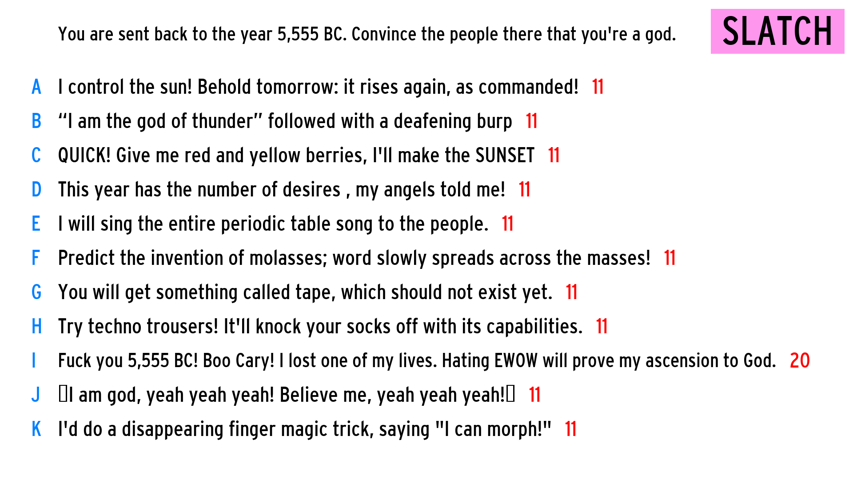 You are sent back to the year 5,555 BC. Convince the people there that you're a god.
SLATCH
A I control the sun! Behold tomorrow: it rises again, as commanded! 11
B “I am the god of thunder” followed with a deafening burp 11
C QUICK! Give me red and yellow berries, I'll make the SUNSET 11
D This year has the number of desires , my angels told me! 11
E I will sing the entire periodic table song to the people. 11
F Predict the invention of molasses; word slowly spreads across the masses! 11
G You will get something called tape, which should not exist yet. 11
H Try techno trousers! It'll knock your socks off with its capabilities. 11
I Fuck you 5,555 BC! Boo Cary! I lost one of my lives. Hating EWOW will prove my ascension to God. 20
J ▯I am god, yeah yeah yeah! Believe me, yeah yeah yeah!▯ 11
K I'd do a disappearing finger magic trick, saying "I can morph!" 11